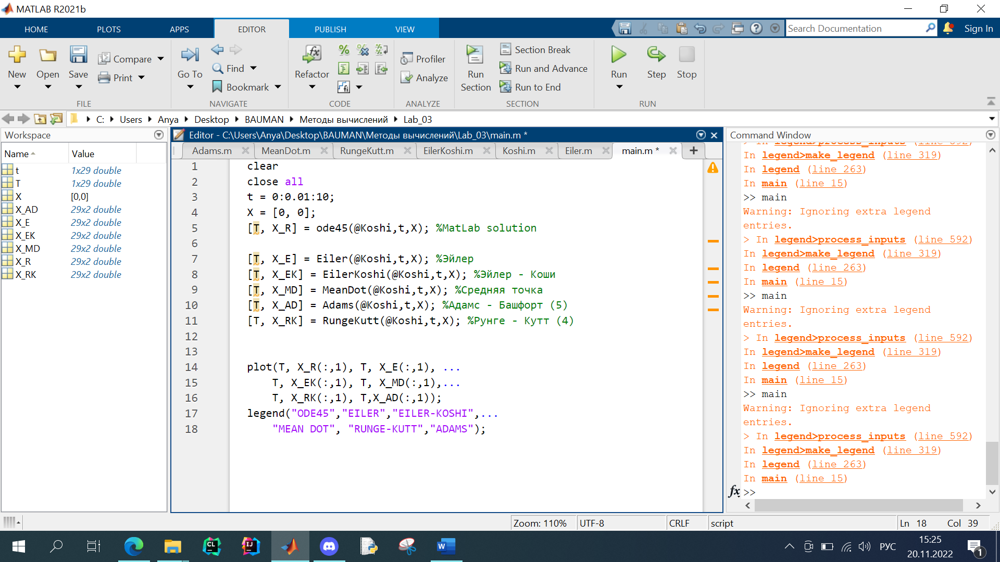 MATLAB R2021b
HOME PLOTS APPS EDITOR PUBLISH VIEW Search Documentation Sign In
New Open Save Compare Print FILE
Go To Find Bookmark NAVIGATE
Refactor CODE
Profiler Analyze ANALYZE
Run Section Section Break Run and Advance Run to End SECTION
Run Step Stop RUN
C: Users Anya Desktop BAUMAN Методы вычислений Lab_03
Workspace
Name Value
t 1x29 double
T 1x29 double
X [0,0]
X_AD 29x2 double
X_E 29x2 double
X_EK 29x2 double
X_MD 29x2 double
X_R 29x2 double
X_RK 29x2 double
Editor - C:\Users\Anya\Desktop\BAUMAN\Методы вычислений\Lab_03\main.m *
Adams.m MeanDot.m RungeKutt.m EilerKoshi.m Koshi.m Eiler.m main.m * +
1 clear
2 close all
3 t = 0:0.01:10;
4 X = [0, 0];
5 [T, X_R] = ode45(@Koshi,t,X); %MatLab solution
6
7 [T, X_E] = Eiler(@Koshi,t,X); %Эйлер
8 [T, X_EK] = EilerKoshi(@Koshi,t,X); %Эйлер - Коши
9 [T, X_MD] = MeanDot(@Koshi,t,X); %Средняя точка
10 [T, X_AD] = Adams(@Koshi,t,X); %Адамс - Башфорт (5)
11 [T, X_RK] = RungeKutt(@Koshi,t,X); %Рунге - Кутт (4)
12
13
14 plot(T, X_R(:,1), T, X_E(:,1), ...
15 T, X_EK(:,1), T, X_MD(:,1),...
16 T, X_RK(:,1), T,X_AD(:,1));
17 legend("ODE45","EILER","EILER-KOSHI",...
18 "MEAN DOT", "RUNGE-KUTT","ADAMS");
Command Window
> In legend>process_inputs (line 592)
In legend>make_legend (line 319)
In legend (line 263)
In main (line 15)
>> main
Warning: Ignoring extra legend
entries.
> In legend>process_inputs (line 592)
In legend>make_legend (line 319)
In legend (line 263)
In main (line 15)
>> main
Warning: Ignoring extra legend
entries.
> In legend>process_inputs (line 592)
In legend>make_legend (line 319)
In legend (line 263)
In main (line 15)
>> main
Warning: Ignoring extra legend
entries.
> In legend>process_inputs (line 592)
In legend>make_legend (line 319)
In legend (line 263)
In main (line 15)
fx >>
Zoom: 110% UTF-8 CRLF script Ln 18 Col 39
CL IJ W РУС 15:25
20.11.2022 1